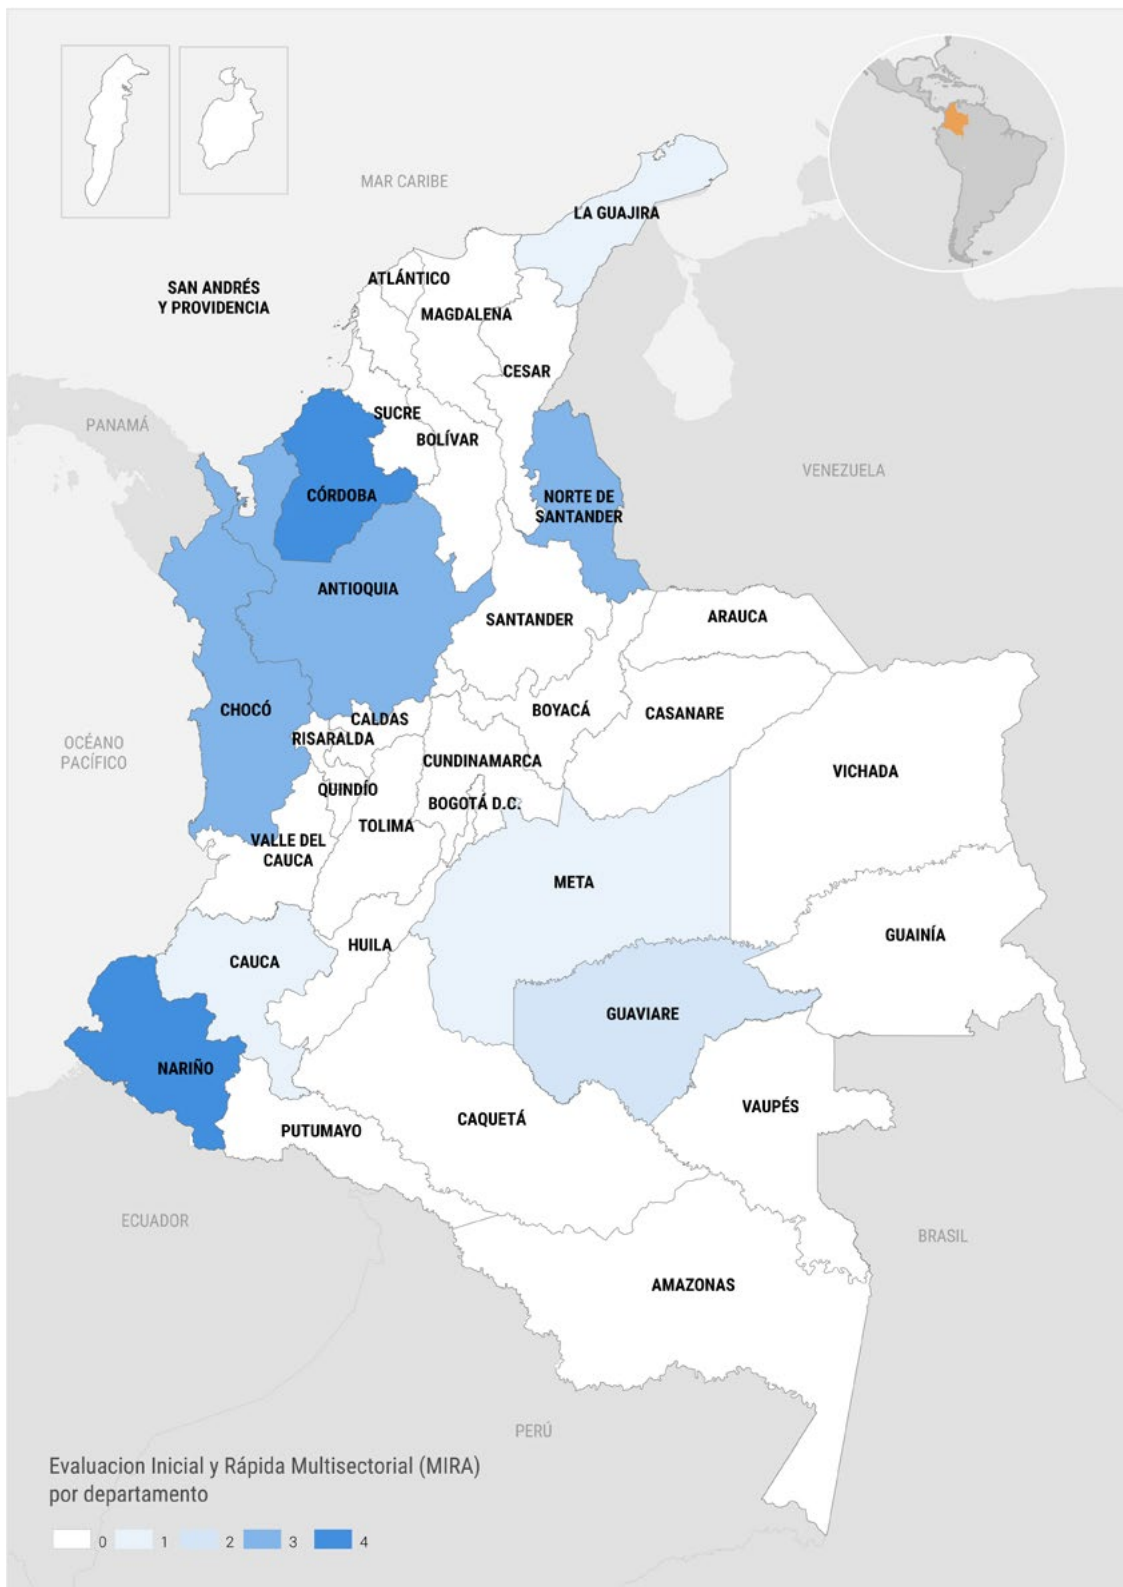 MAR CARIBE
LA GUAJIRA
SAN ANDRÉS
Y PROVIDENCIA
ATLÁNTICO
MAGDALENA
CESAR
SUCRE
BOLÍVAR
PANAMÁ
VENEZUELA
CÓRDOBA
NORTE DE
SANTANDER
ANTIOQUIA
SANTANDER
ARAUCA
CHOCÓ
CALDAS
BOYACÁ
CASANARE
RISARALDA
OCÉANO
PACÍFICO
CUNDINAMARCA
VICHADA
QUINDÍO
BOGOTÁ D.C.
TOLIMA
VALLE DEL
CAUCA
META
HUILA
GUAINÍA
CAUCA
GUAVIARE
NARIÑO
VAUPÉS
CAQUETÁ
PUTUMAYO
ECUADOR
BRASIL
AMAZONAS
PERÚ
Evaluacion Inicial y Rápida Multisectorial (MIRA)
por departamento
0 1 2 3 4